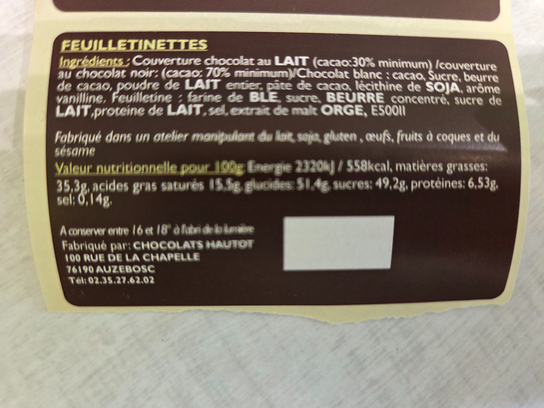 FEUILLETINETTES
Ingrédients : Couverture chocolat au LAIT (cacao:30% minimum) /couverture
au chocolat noir: (cacao: 70% minimum)/Chocolat blanc : cacao, Sucre, beurre
de cacao, poudre de LAIT entier, pâte de cacao, lécithine de SOJA, arôme
vanilline. Feuilletine : farine de BLE, sucre, BEURRE concentré, sucre de
LAIT,proteine de LAIT, sel, extrait de malt ORGE, E500II
Fabriqué dans un atelier manipulant du lait, soja, gluten , œufs, fruits à coques et du
sésame
Valeur nutritionnelle pour 100g: Energie 2320kJ / 558kcal, matières grasses:
35,3g, acides gras saturés 15,5g, glucides: 51,4g, sucres: 49,2g, protéines: 6,53g,
sel: 0,14g.
A conserver entre 16 et 18° à l'abri de la lumière
Fabriqué par: CHOCOLATS HAUTOT
100 RUE DE LA CHAPELLE
76190 AUZEBOSC
Tél: 02.35.27.62.02